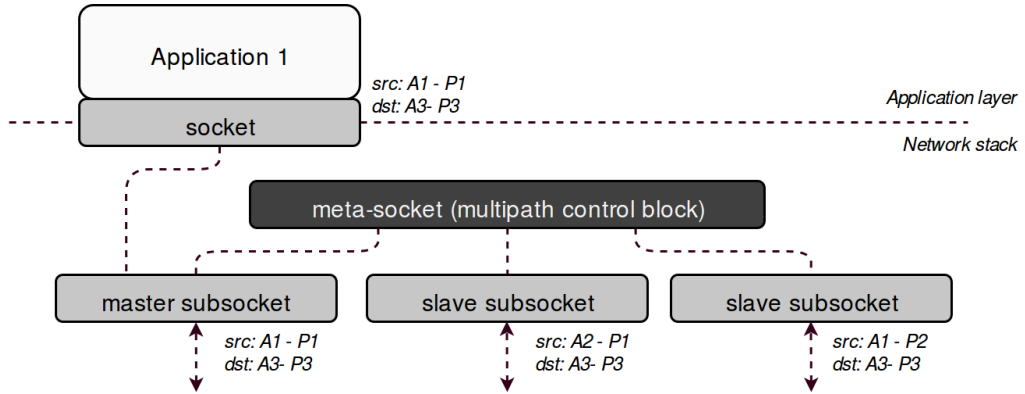 Application 1
src: A1 - P1
dst: A3- P3
Application layer
socket
Network stack
meta-socket (multipath control block)
master subsocket
slave subsocket
slave subsocket
src: A1 - P1
dst: A3- P3
src: A2 - P1
dst: A3- P3
src: A1 - P2
dst: A3- P3